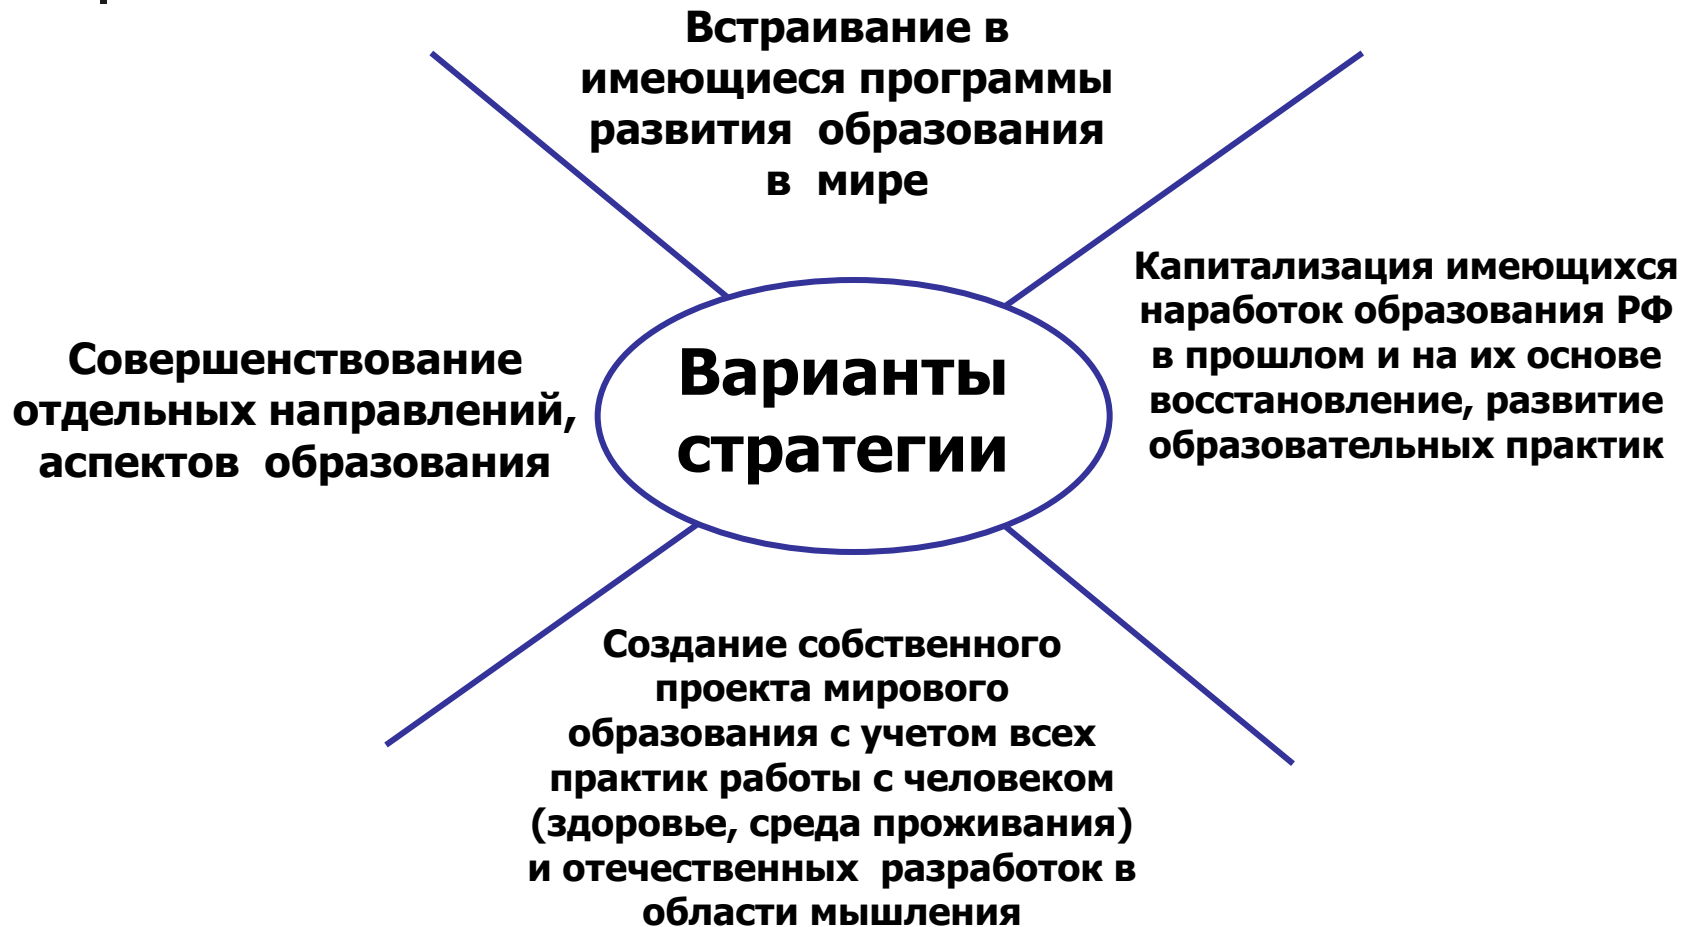 Встраивание в
имеющиеся программы
развития образования
в мире
Капитализация имеющихся
наработок образования РФ
в прошлом и на их основе
восстановление, развитие
образовательных практик
Варианты
стратегии
Совершенствование
отдельных направлений,
аспектов образования
Создание собственного
проекта мирового
образования с учетом всех
практик работы с человеком
(здоровье, среда проживания)
и отечественных разработок в
области мышления